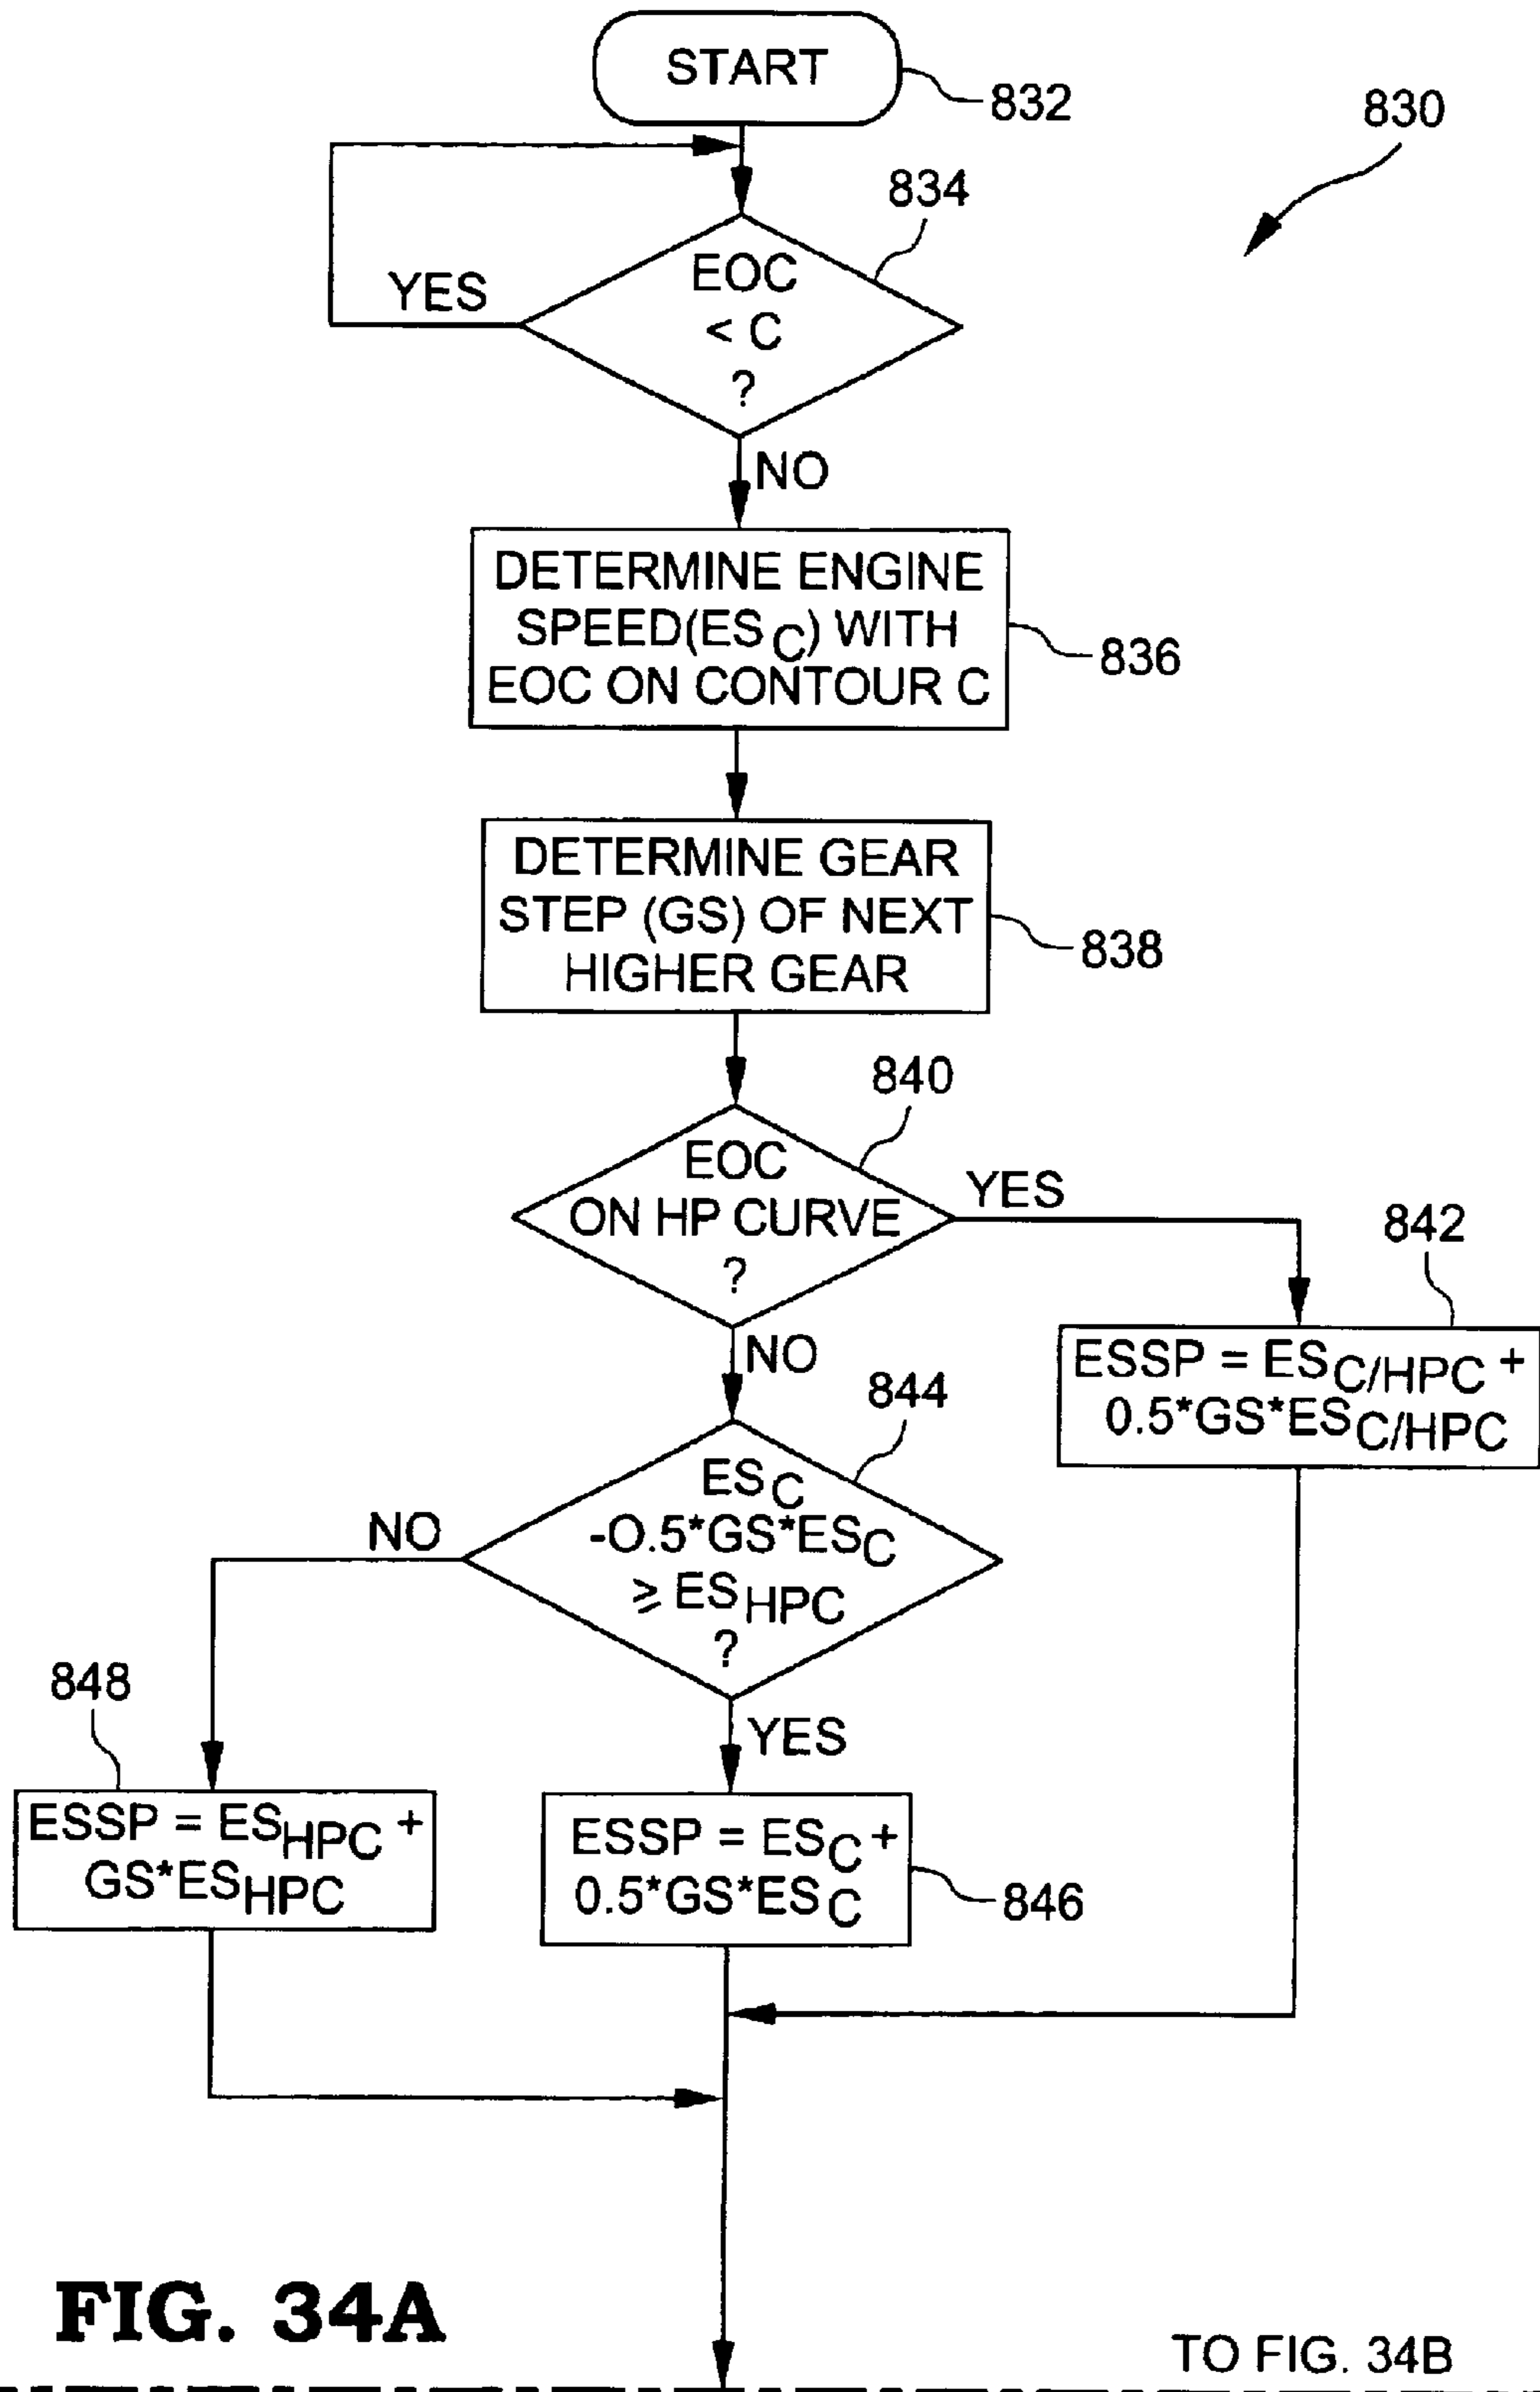 START
832
830
834
EOC
< C
?
YES
NO
DETERMINE ENGINE
SPEED(ESC) WITH
EOC ON CONTOUR C
836
DETERMINE GEAR
STEP (GS) OF NEXT
HIGHER GEAR
838
840
EOC
ON HP CURVE
?
YES
842
NO
ESSP = ESC/HPC +
0.5*GS*ESC/HPC
844
ESC
-O.5*GS*ESC
≥ ESHPC
?
NO
848
YES
ESSP = ESHPC +
GS*ESHPC
ESSP = ESC +
0.5*GS*ESC
846
FIG. 34A
TO FIG. 34B